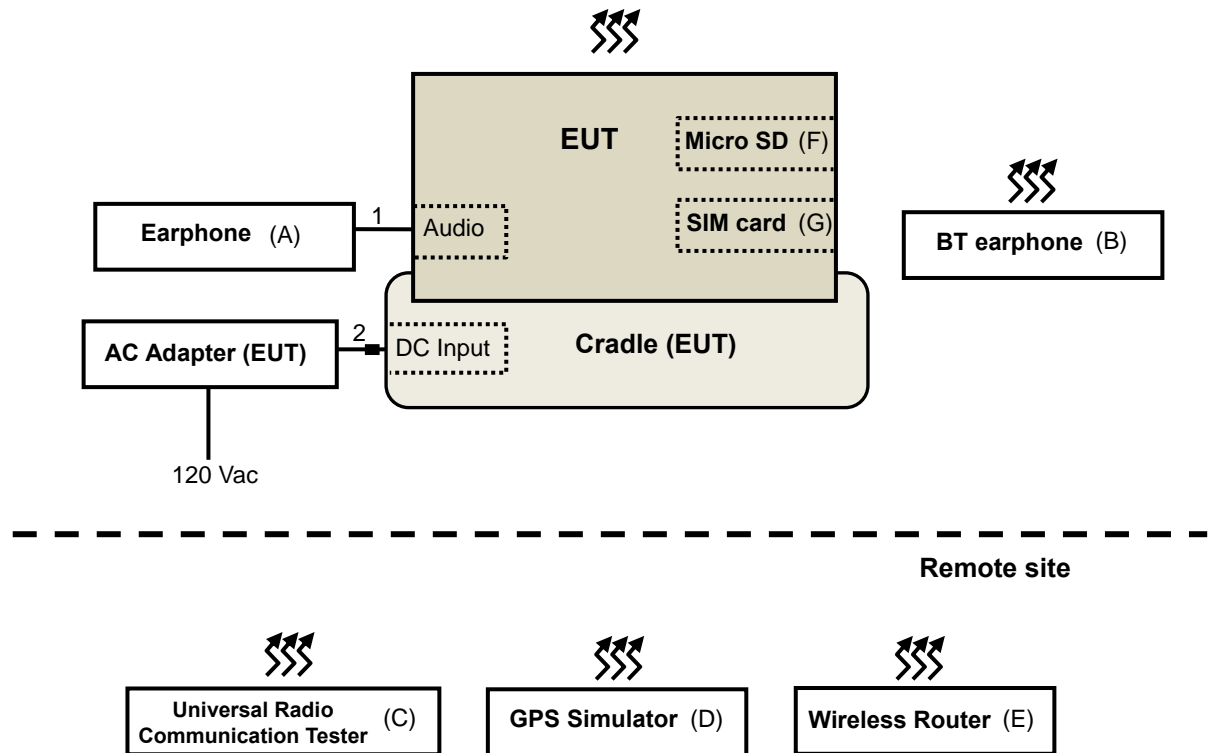 EUT
Micro SD (F)
SIM card (G)
Earphone (A)
1
Audio
BT earphone (B)
AC Adapter (EUT)
2
DC Input
Cradle (EUT)
120 Vac
Remote site
Universal Radio
Communication Tester
(C)
GPS Simulator (D)
Wireless Router (E)